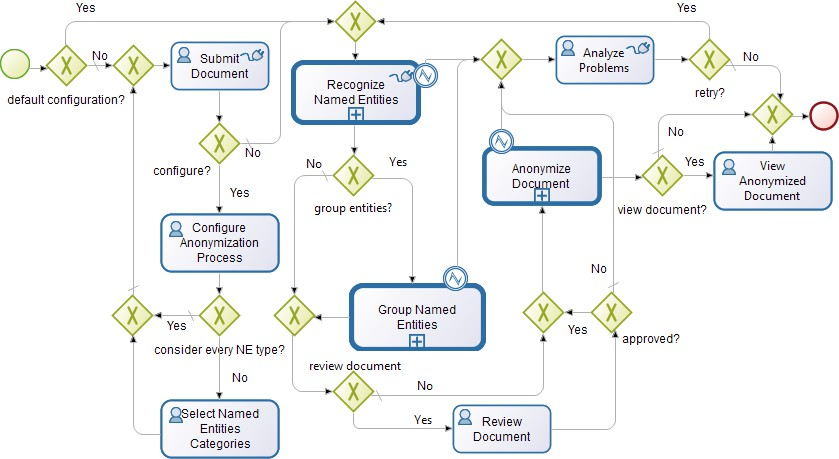 Yes
Yes
No
Submit
Document
Recognize
Named Entities
Analyze
Problems
No
default configuration?
retry?
configure?
No
No
Yes
No
Yes
Anonymize
Document
View
Anonymized
Document
Yes
group entities?
view document?
Configure
Anonymization
Process
No
Group Named
Entities
Yes
Yes
approved?
consider every NE type?
review document
No
No
Select Named
Entities
Categories
Yes
Review
Document